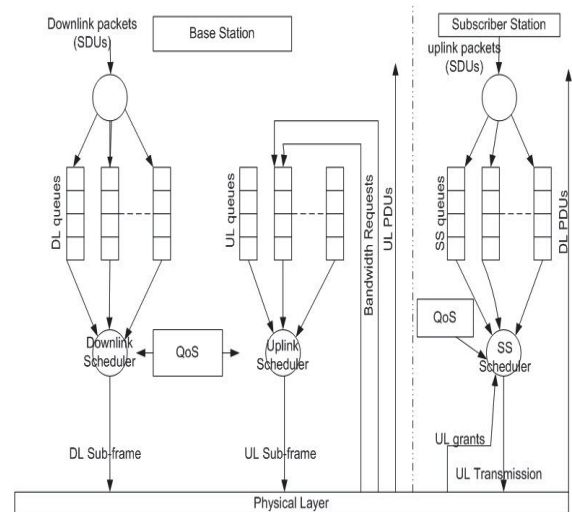 Downlink packets
(SDUs)
Base Station
Subscriber Station
uplink packets
(SDUs)
DL queues
UL queues
Bandwidth Requests
UL PDUs
SS queues
DL PDUs
QoS
Downlink
Scheduler
QoS
Uplink
Scheduler
SS
Scheduler
UL grants
DL Sub-frame
UL Sub-frame
UL Transmission
Physical Layer